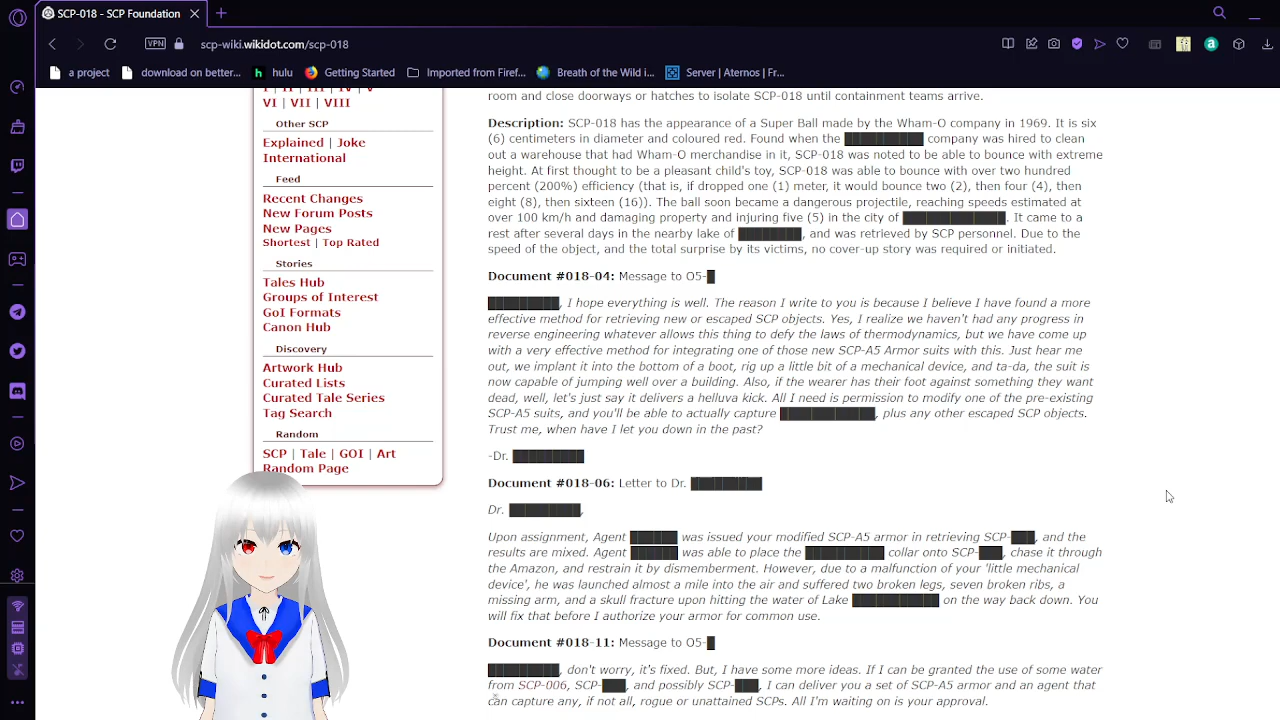 SCP-018 - SCP Foundation
VPN
scp-wiki.wikidot.com/scp-018
a project
download on better...
hulu
Getting Started
Imported from Firef...
Breath of the Wild i...
Server | Aternos | Fr...
I | II | III | IV | V
VI | VII | VIII
Other SCP
Explained | Joke
International
Feed
Recent Changes
New Forum Posts
New Pages
Shortest | Top Rated
Stories
Tales Hub
Groups of Interest
GoI Formats
Canon Hub
Discovery
Artwork Hub
Curated Lists
Curated Tale Series
Tag Search
Random
SCP | Tale | GOI | Art
Random Page
room and close doorways or hatches to isolate SCP-018 until containment teams arrive.
Description: SCP-018 has the appearance of a Super Ball made by the Wham-O company in 1969. It is six
(6) centimeters in diameter and coloured red. Found when the ██████████ company was hired to clean
out a warehouse that had Wham-O merchandise in it, SCP-018 was noted to be able to bounce with extreme
height. At first thought to be a pleasant child's toy, SCP-018 was able to bounce with over two hundred
percent (200%) efficiency (that is, if dropped one (1) meter, it would bounce two (2), then four (4), then
eight (8), then sixteen (16)). The ball soon became a dangerous projectile, reaching speeds estimated at
over 100 km/h and damaging property and injuring five (5) in the city of █████████████. It came to a
rest after several days in the nearby lake of ████████, and was retrieved by SCP personnel. Due to the
speed of the object, and the total surprise by its victims, no cover-up story was required or initiated.
Document #018-04: Message to O5-█
█████████, I hope everything is well. The reason I write to you is because I believe I have found a more
effective method for retrieving new or escaped SCP objects. Yes, I realize we haven't had any progress in
reverse engineering whatever allows this thing to defy the laws of thermodynamics, but we have come up
with a very effective method for integrating one of those new SCP-A5 Armor suits with this. Just hear me
out, we implant it into the bottom of a boot, rig up a little bit of a mechanical device, and ta-da, the suit is
now capable of jumping well over a building. Also, if the wearer has their foot against something they want
dead, well, let's just say it delivers a helluva kick. All I need is permission to modify one of the pre-existing
SCP-A5 suits, and you'll be able to actually capture ████████████, plus any other escaped SCP objects.
Trust me, when have I let you down in the past?
-Dr. █████████
Document #018-06: Letter to Dr. █████████
Dr. █████████,
Upon assignment, Agent ██████ was issued your modified SCP-A5 armor in retrieving SCP-███, and the
results are mixed. Agent ██████ was able to place the ██████████ collar onto SCP-███, chase it through
the Amazon, and restrain it by dismemberment. However, due to a malfunction of your 'little mechanical
device', he was launched almost a mile into the air and suffered two broken legs, seven broken ribs, a
missing arm, and a skull fracture upon hitting the water of Lake ███████████ on the way back down. You
will fix that before I authorize your armor for common use.
Document #018-11: Message to O5-█
█████████, don't worry, it's fixed. But, I have some more ideas. If I can be granted the use of some water
from SCP-006, SCP-███, and possibly SCP-███, I can deliver you a set of SCP-A5 armor and an agent that
can capture any, if not all, rogue or unattained SCPs. All I'm waiting on is your approval.